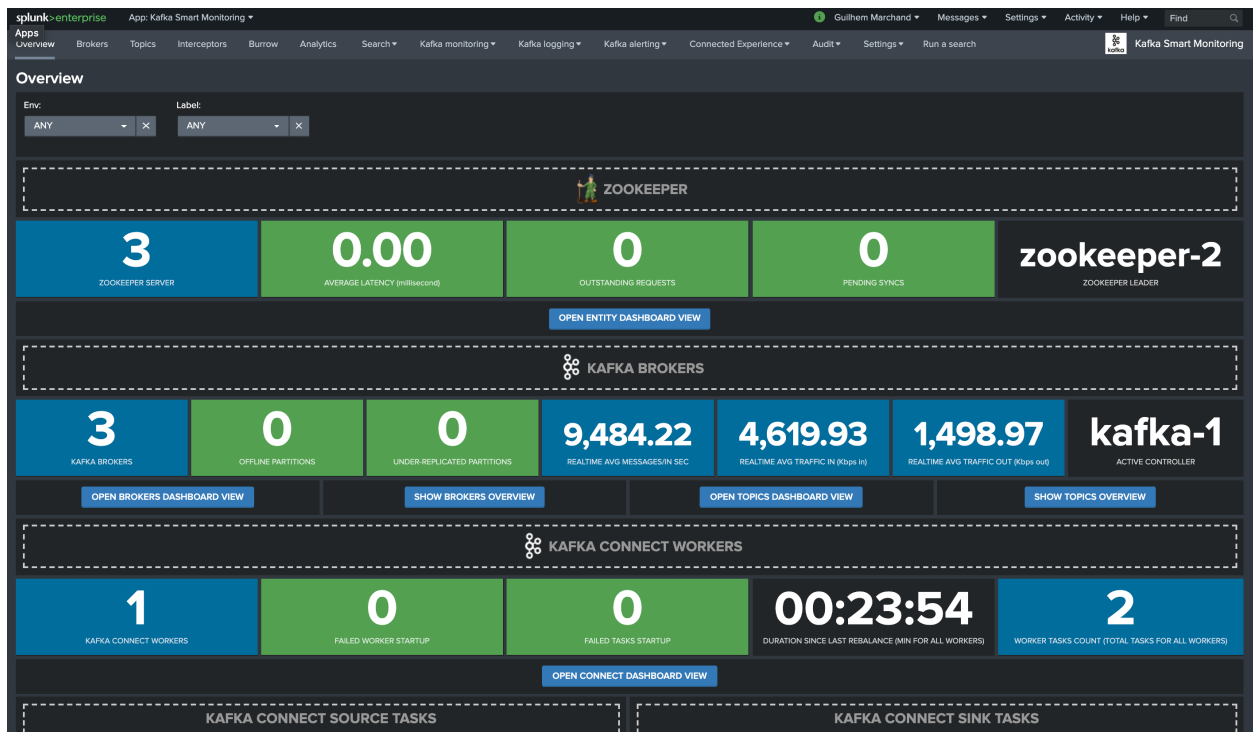 splunk>enterprise App: Kafka Smart Monitoring Guilhem Marchand Messages Settings Activity Help Find
Apps
Overview Brokers Topics Interceptors Burrow Analytics Search Kafka monitoring Kafka logging Kafka alerting Connected Experience Audit Settings Run a search kafka Kafka Smart Monitoring
Overview
Env: Label:
ANY ANY
ZOOKEEPER
3 0.00 0 0 zookeeper-2
ZOOKEEPER SERVER AVERAGE LATENCY (millisecond) OUTSTANDING REQUESTS PENDING SYNCS ZOOKEEPER LEADER
OPEN ENTITY DASHBOARD VIEW
KAFKA BROKERS
3 0 0 9,484.22 4,619.93 1,498.97 kafka-1
KAFKA BROKERS OFFLINE PARTITIONS UNDER-REPLICATED PARTITIONS REALTIME AVG MESSAGES/IN SEC REALTIME AVG TRAFFIC IN (Kbps in) REALTIME AVG TRAFFIC OUT (Kbps out) ACTIVE CONTROLLER
OPEN BROKERS DASHBOARD VIEW SHOW BROKERS OVERVIEW OPEN TOPICS DASHBOARD VIEW SHOW TOPICS OVERVIEW
KAFKA CONNECT WORKERS
1 0 0 00:23:54 2
KAFKA CONNECT WORKERS FAILED WORKER STARTUP FAILED TASKS STARTUP DURATION SINCE LAST REBALANCE (MIN FOR ALL WORKERS) WORKER TASKS COUNT (TOTAL TASKS FOR ALL WORKERS)
OPEN CONNECT DASHBOARD VIEW
KAFKA CONNECT SOURCE TASKS KAFKA CONNECT SINK TASKS